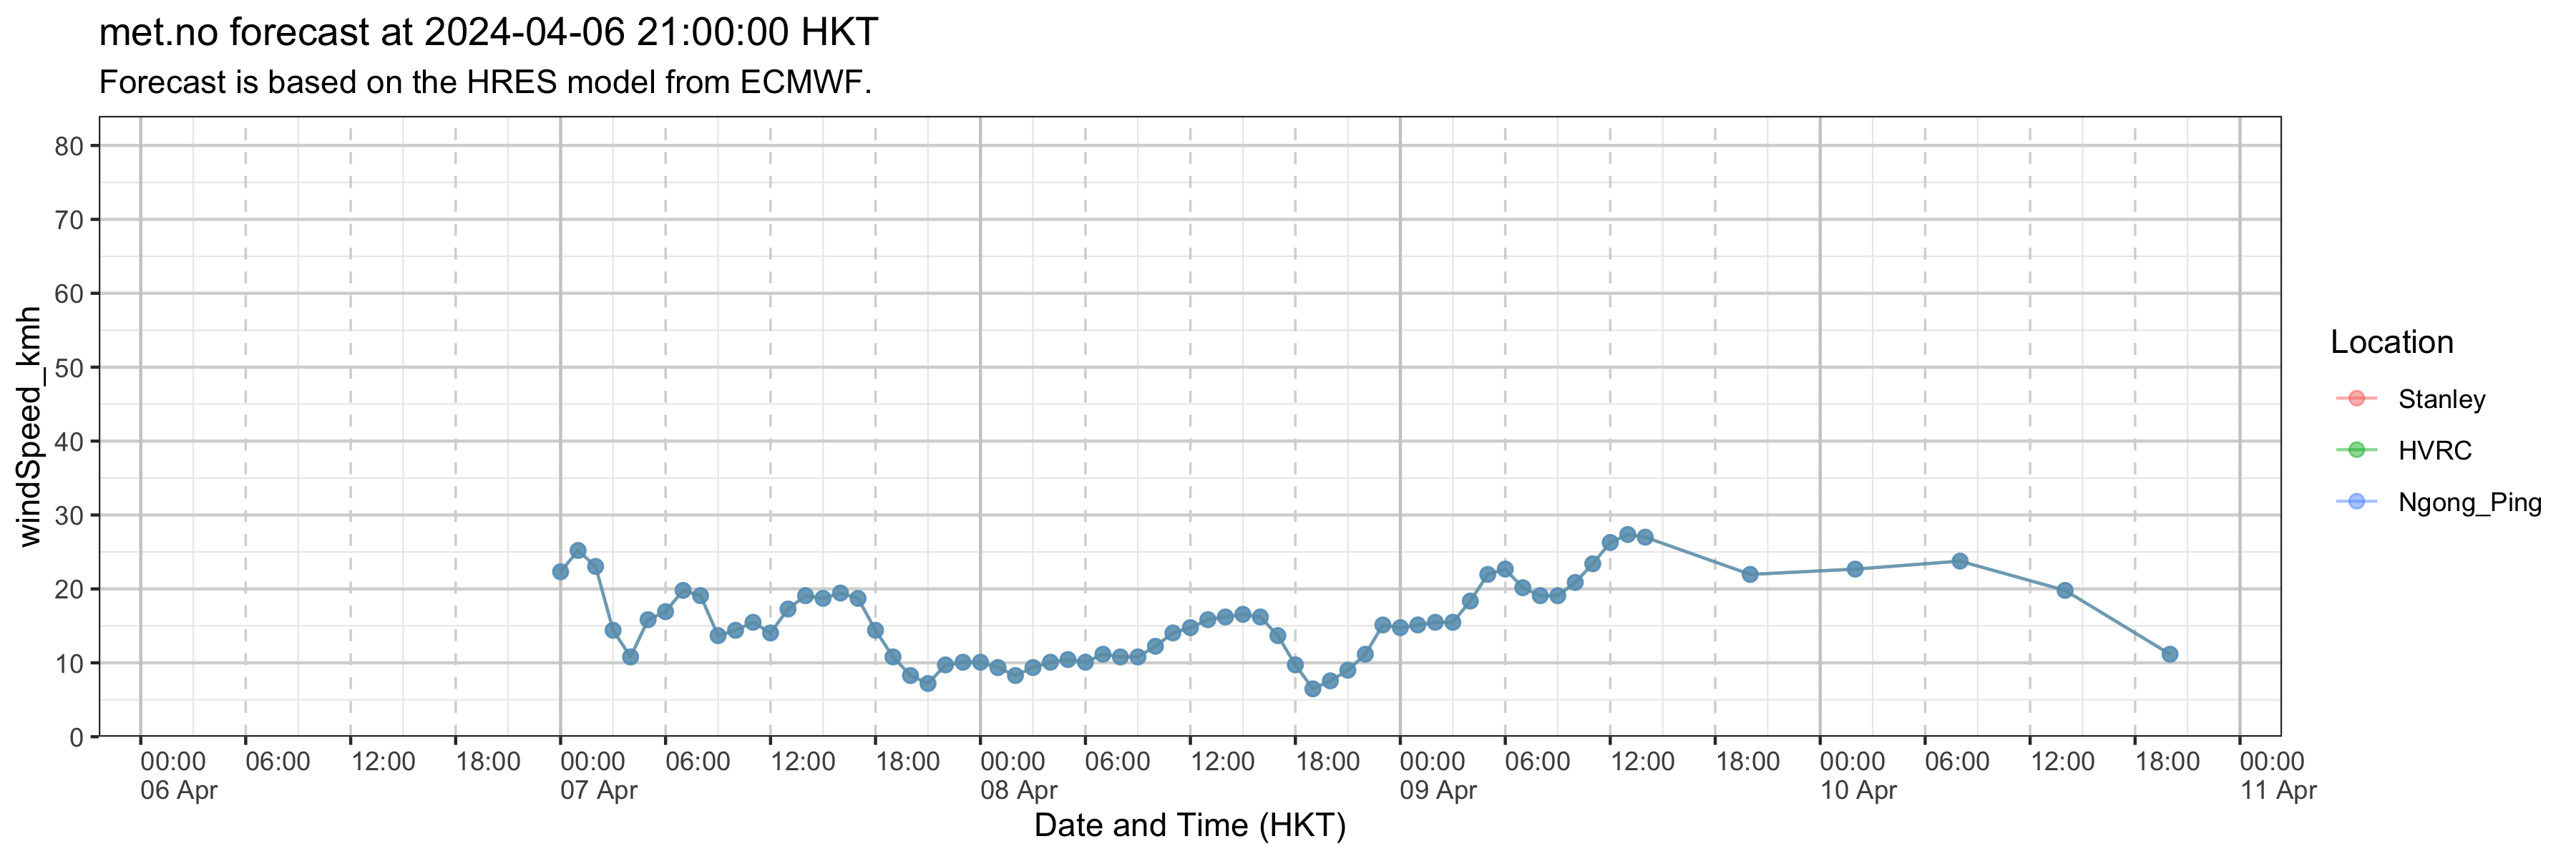 met.no forecast at 2024-04-06 21:00:00 HKT
Forecast is based on the HRES model from ECMWF.
windSpeed_kmh
80
70
60
50
40
30
20
10
0
00:00 06:00 12:00 18:00 00:00 06:00 12:00 18:00 00:00 06:00 12:00 18:00 00:00 06:00 12:00 18:00 00:00 06:00 12:00 18:00 00:00
06 Apr 07 Apr 08 Apr 09 Apr 10 Apr 11 Apr
Date and Time (HKT)
Location
Stanley
HVRC
Ngong_Ping